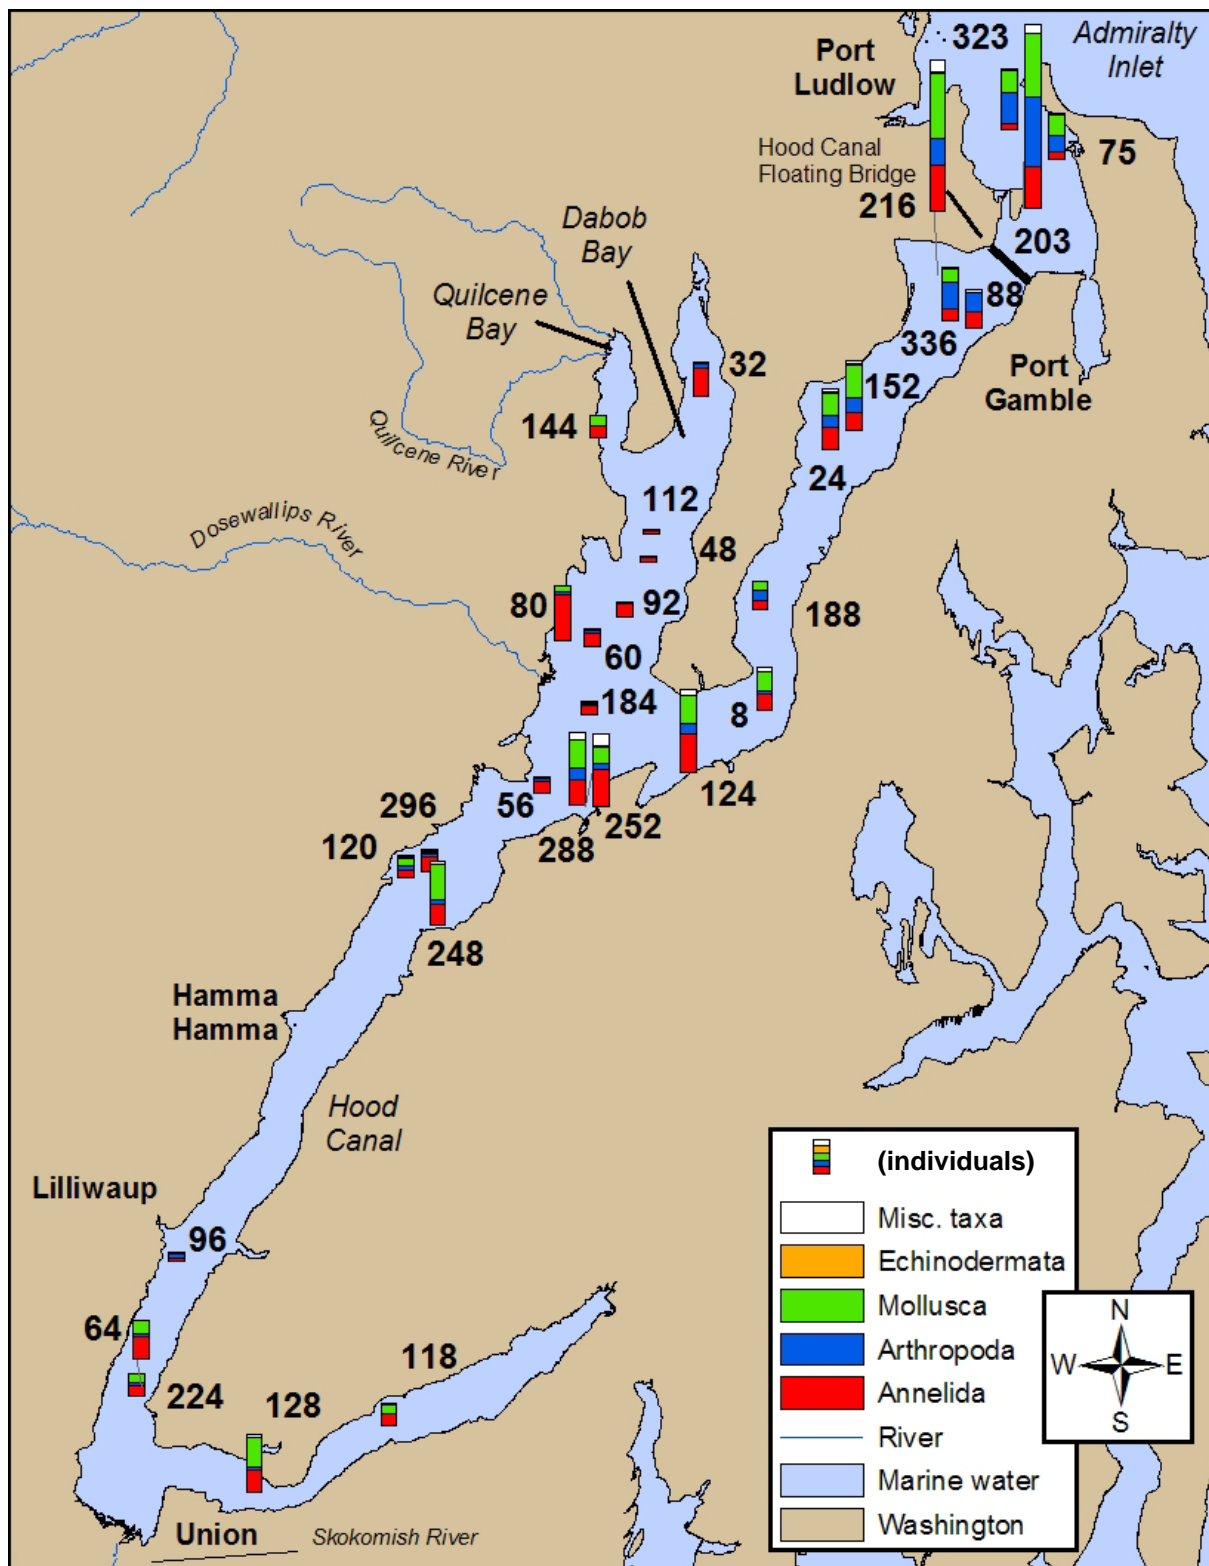 323
Admiralty
Inlet
Port
Ludlow
Hood Canal
Floating Bridge
75
216
203
Dabob
Bay
Quilcene
Bay
88
336
32
152
Port
Gamble
144
Quilcene River
24
112
Dosewallips River
48
80
92
188
60
184
8
56
124
296
252
288
120
248
Hamma
Hamma
Hood
Canal
Lilliwaup
96
64
118
224
128
Union
Skokomish River
(individuals)
Misc. taxa
Echinodermata
Mollusca
Arthropoda
Annelida
River
Marine water
Washington
N
W
E
S